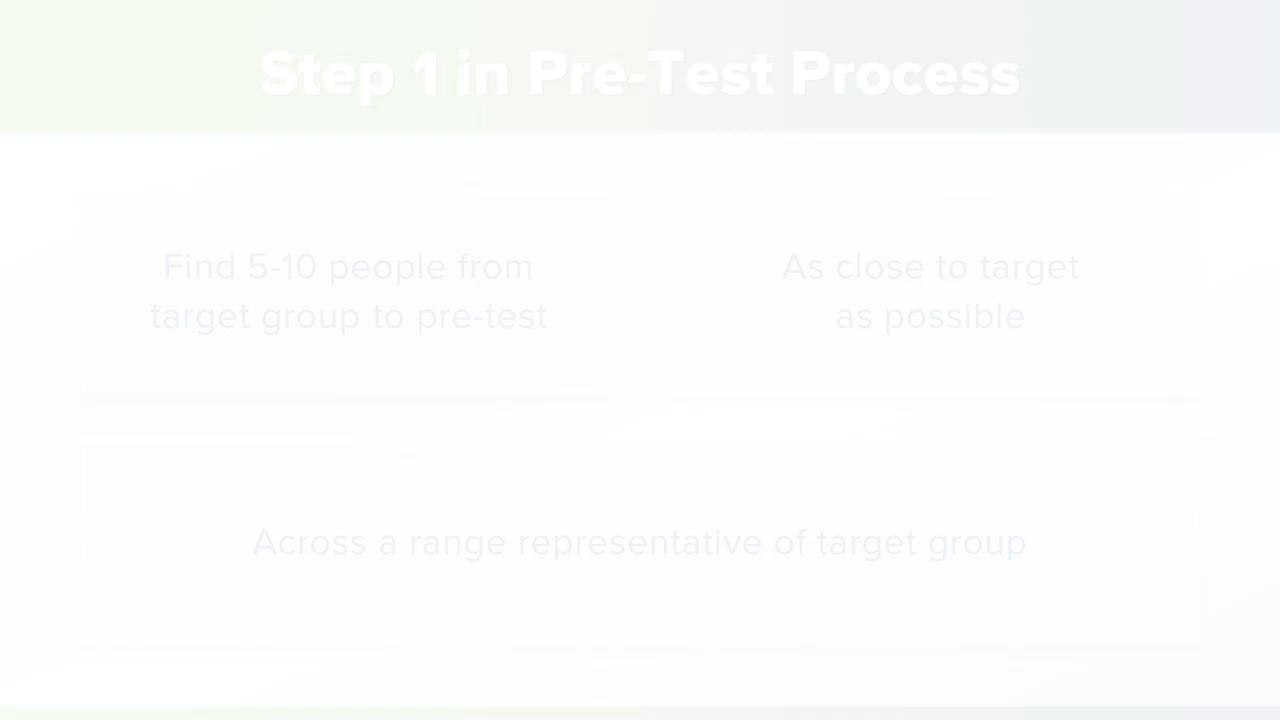 Step 1 in Pre-Test Process
Find 5-10 people from
target group to pre-test
As close to target
as possible
Across a range representative of target group